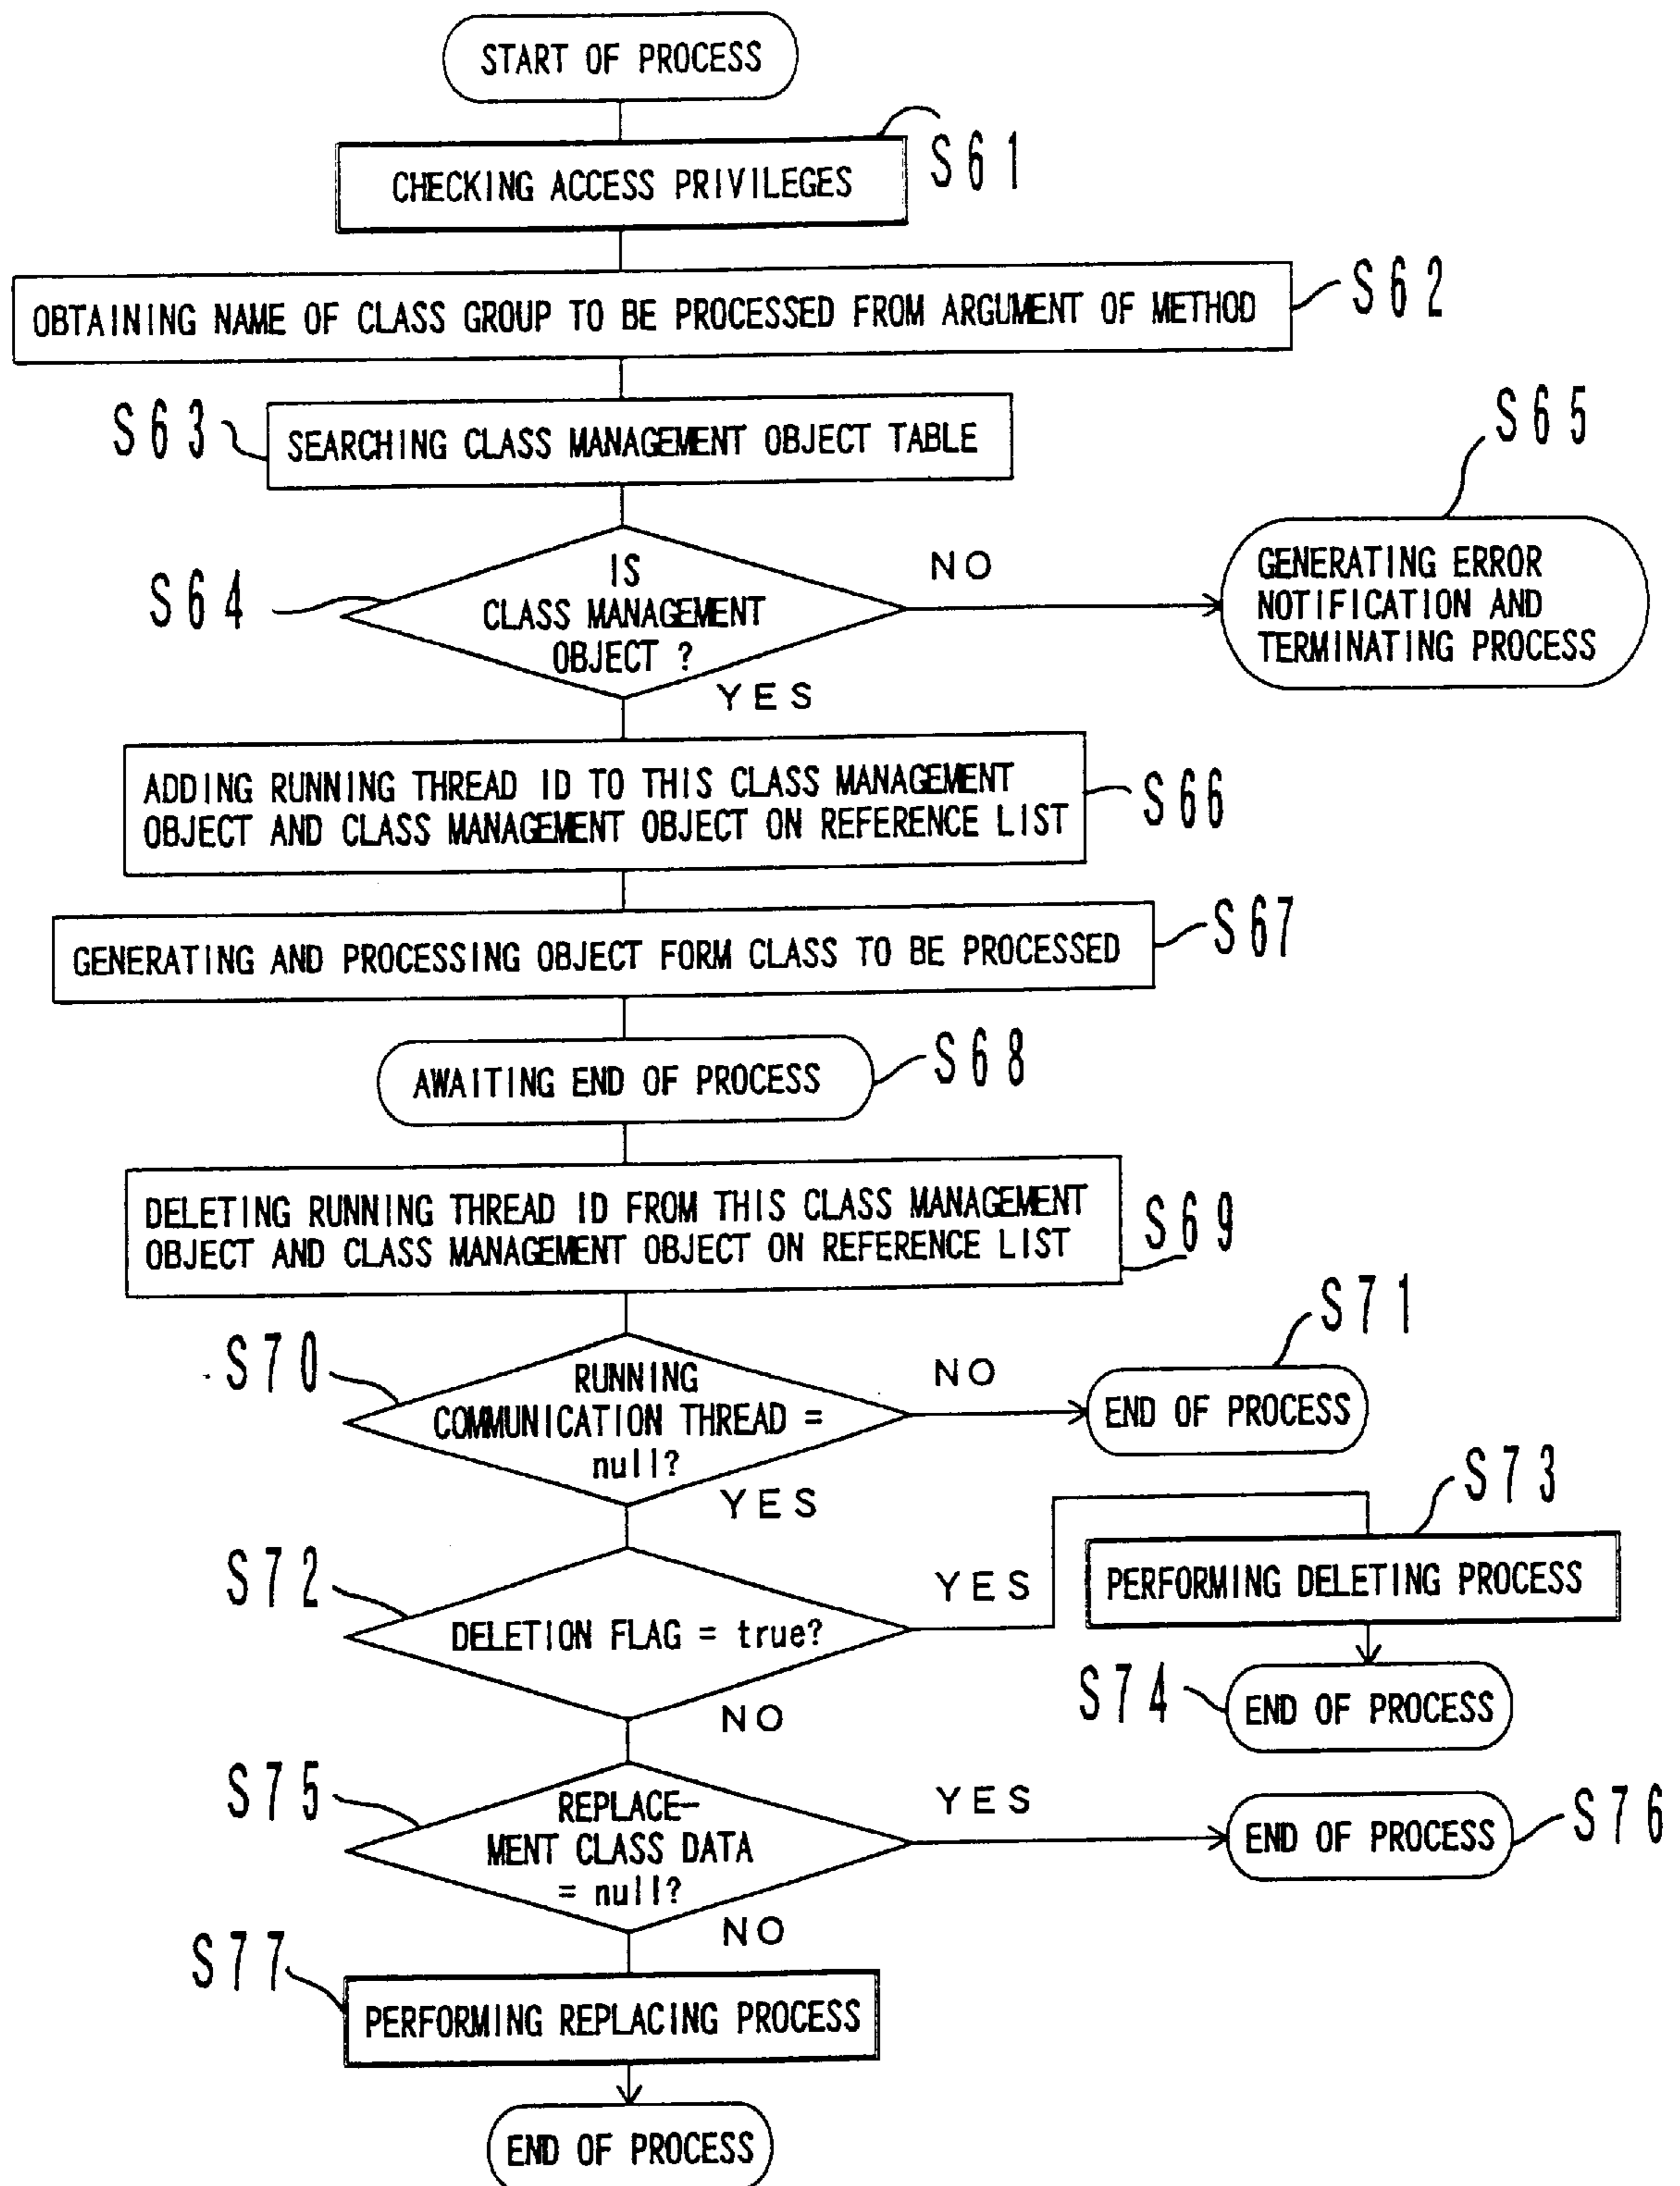 START OF PROCESS
S61
CHECKING ACCESS PRIVILEGES
S62
OBTAINING NAME OF CLASS GROUP TO BE PROCESSED FROM ARGUMENT OF METHOD
S63
SEARCHING CLASS MANAGEMENT OBJECT TABLE
S65
S64
IS
CLASS MANAGEMENT
OBJECT ?
NO
GENERATING ERROR
NOTIFICATION AND
TERMINATING PROCESS
YES
ADDING RUNNING THREAD ID TO THIS CLASS MANAGEMENT
OBJECT AND CLASS MANAGEMENT OBJECT ON REFERENCE LIST
S66
GENERATING AND PROCESSING OBJECT FORM CLASS TO BE PROCESSED
S67
AWAITING END OF PROCESS
S68
DELETING RUNNING THREAD ID FROM THIS CLASS MANAGEMENT
OBJECT AND CLASS MANAGEMENT OBJECT ON REFERENCE LIST
S69
S70
RUNNING
COMMUNICATION THREAD =
null?
NO
S71
END OF PROCESS
YES
S72
DELETION FLAG = true?
YES
S73
PERFORMING DELETING PROCESS
S74
END OF PROCESS
NO
S75
REPLACE-
MENT CLASS DATA
= null?
YES
END OF PROCESS
S76
NO
S77
PERFORMING REPLACING PROCESS
END OF PROCESS